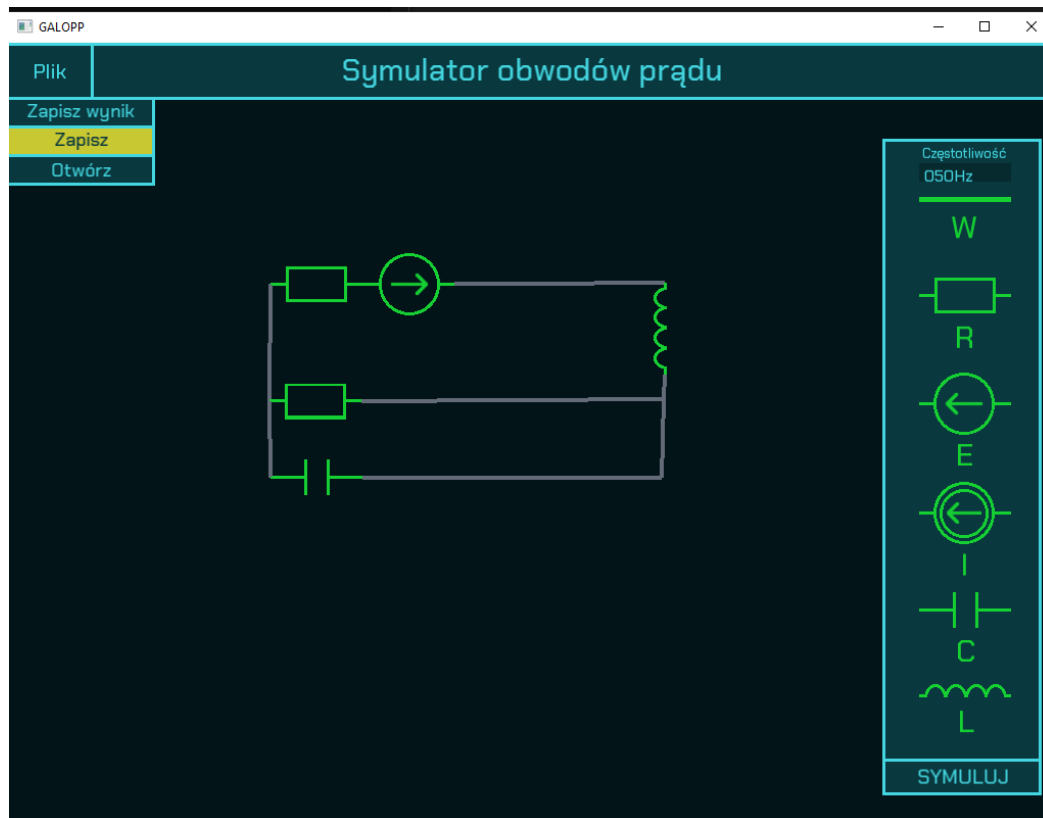 GALOPP
Plik
Symulator obwodów prądu
Zapisz wynik
Zapisz
Otwórz
Częstotliwość
050Hz
W
R
E
I
C
L
SYMULUJ